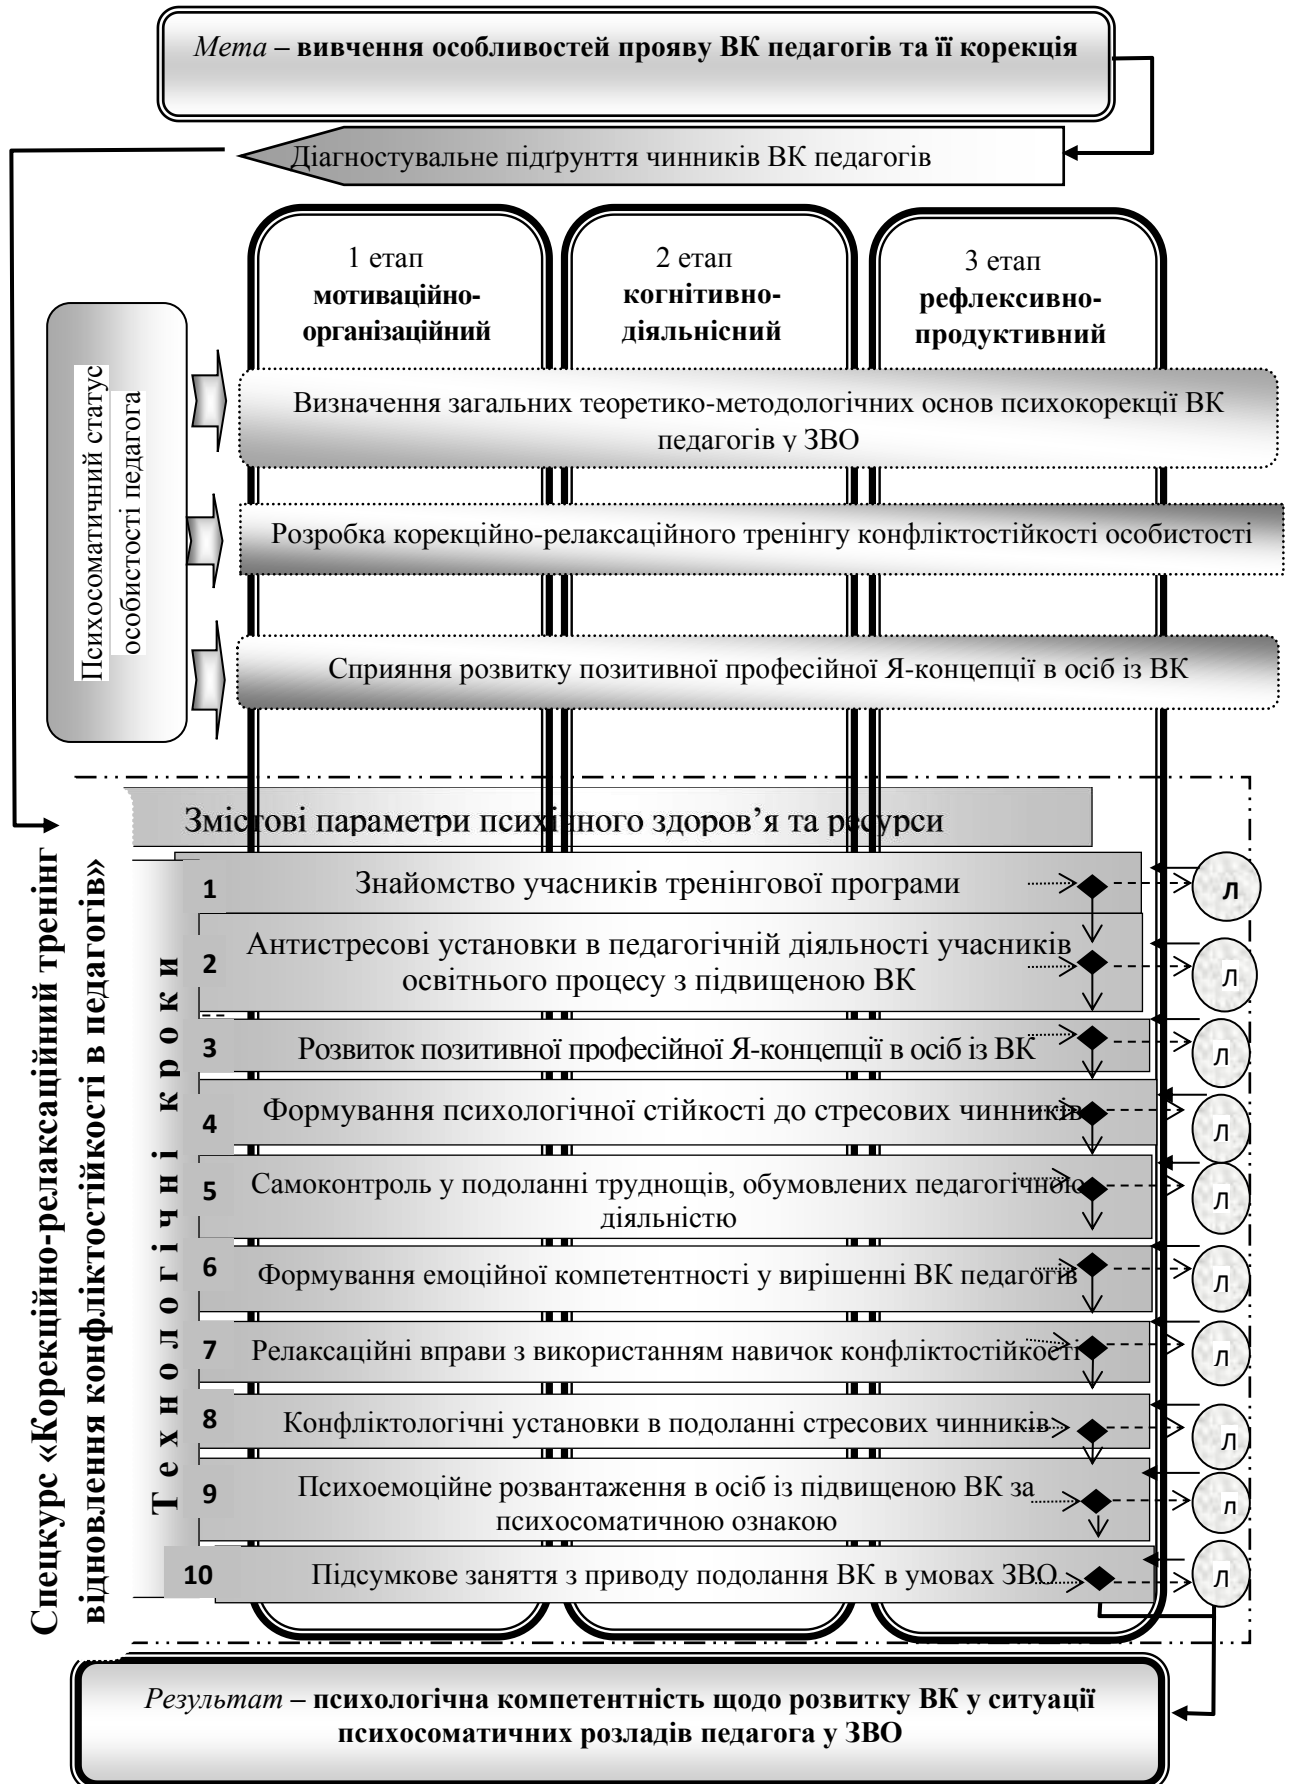 Мета – вивчення особливостей прояву ВК педагогів та її корекція
Діагностувальне підґрунття чинників ВК педагогів
1 етап
мотиваційно-
організаційний
2 етап
когнітивно-
діяльнісний
3 етап
рефлексивно-
продуктивний
Психосоматичний статус
особистості педагога
Визначення загальних теоретико-методологічних основ психокорекції ВК
педагогів у ЗВО
Розробка корекційно-релаксаційного тренінгу конфліктостійкості особистості
Сприяння розвитку позитивної професійної Я-концепції в осіб із ВК
Спецкурс «Корекційно-релаксаційний тренінг
відновлення конфліктостійкості в педагогів»
Технологічні кроки
Змістові параметри психічного здоров’я та ресурси
1 Знайомство учасників тренінгової програми Л
2 Антистресові установки в педагогічній діяльності учасників
освітнього процесу з підвищеною ВК Л
3 Розвиток позитивної професійної Я-концепції в осіб із ВК Л
4 Формування психологічної стійкості до стресових чинників Л
5 Самоконтроль у подоланні труднощів, обумовлених педагогічною
діяльністю Л
6 Формування емоційної компетентності у вирішенні ВК педагогів Л
7 Релаксаційні вправи з використанням навичок конфліктостійкості Л
8 Конфліктологічні установки в подоланні стресових чинників Л
9 Психоемоційне розвантаження в осіб із підвищеною ВК за
психосоматичною ознакою Л
10 Підсумкове заняття з приводу подолання ВК в умовах ЗВО Л
Результат – психологічна компетентність щодо розвитку ВК у ситуації
психосоматичних розладів педагога у ЗВО